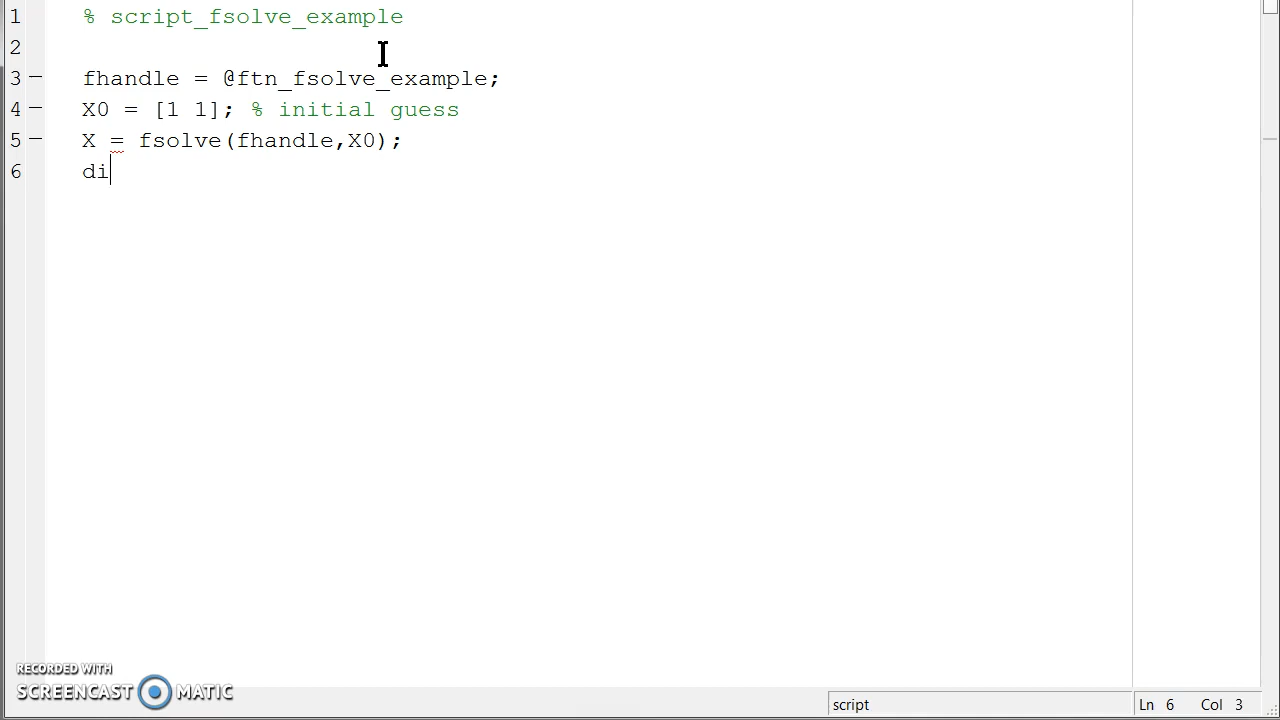 1 % script_fsolve_example
2
3 – fhandle = @ftn_fsolve_example;
4 – X0 = [1 1]; % initial guess
5 – X = fsolve(fhandle,X0);
6 di
RECORDED WITH
SCREENCAST MATIC
script Ln 6 Col 3